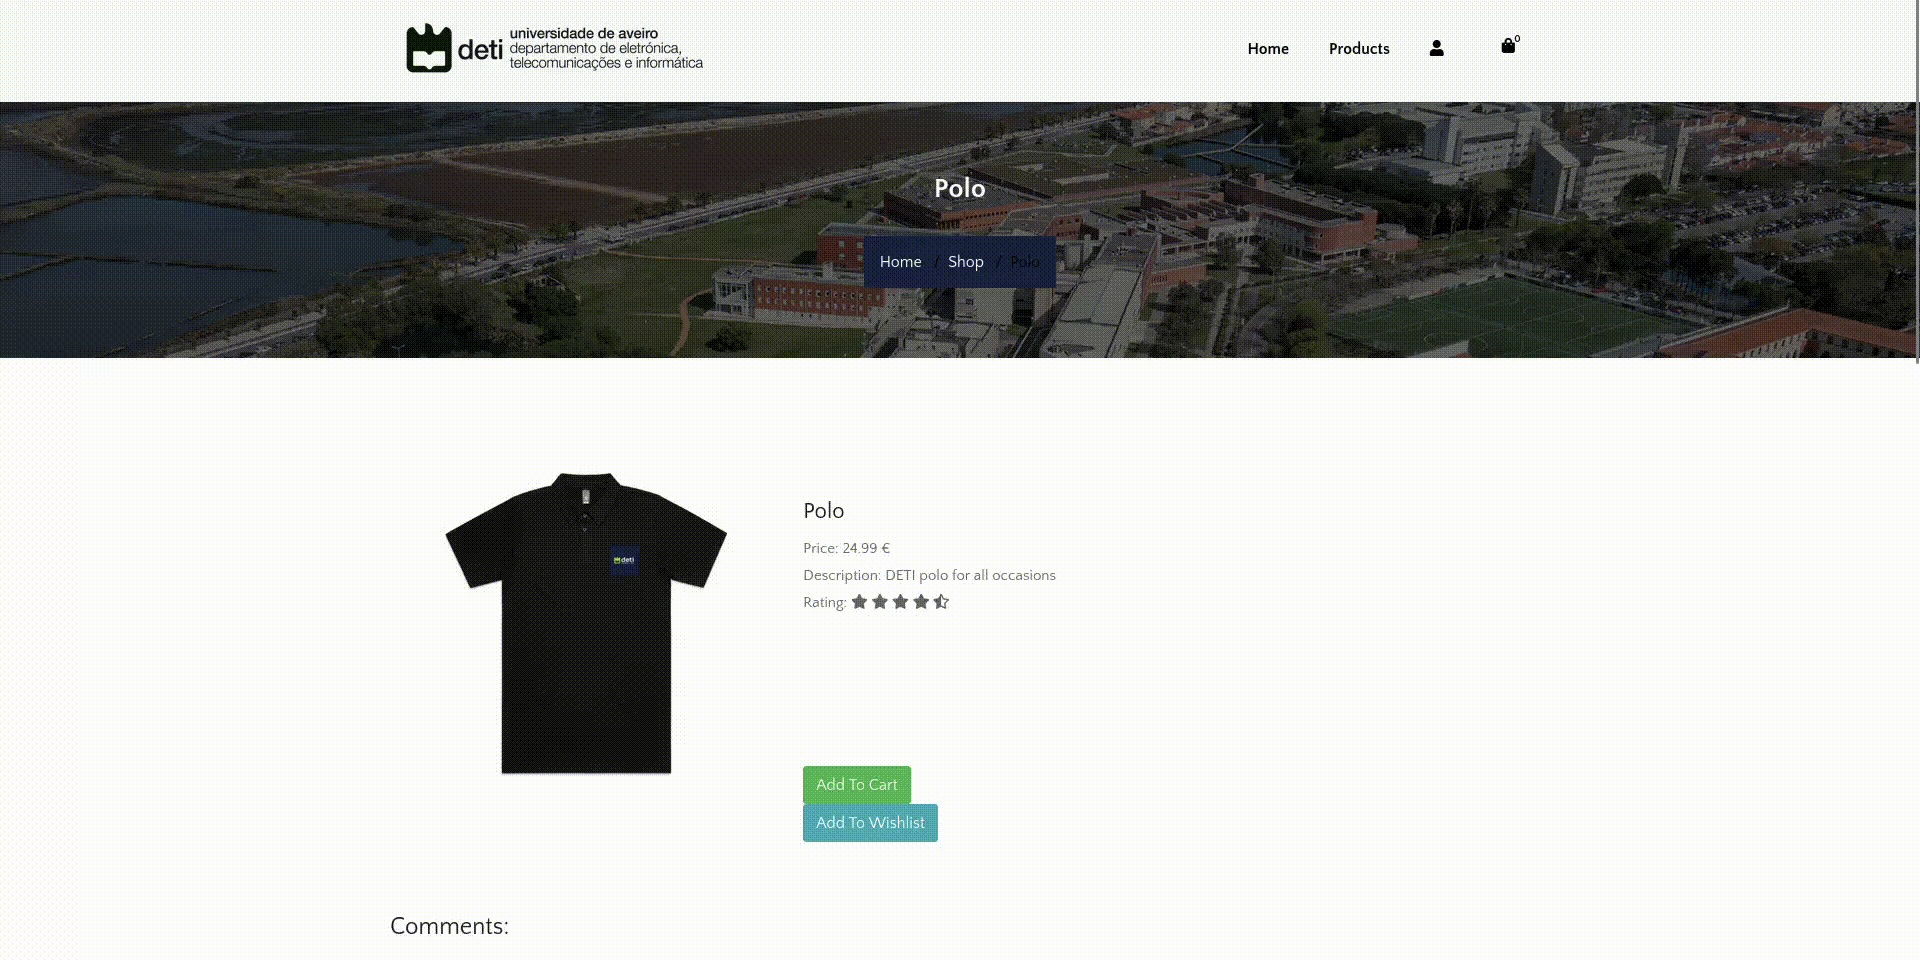 deti
universidade de aveiro
departamento de eletrónica,
telecomunicações e informática
Home Products 0
Polo
Home / Shop / Polo
deti
Polo
Price: 24.99 €
Description: DETI polo for all occasions
Rating:
Add To Cart
Add To Wishlist
Comments: